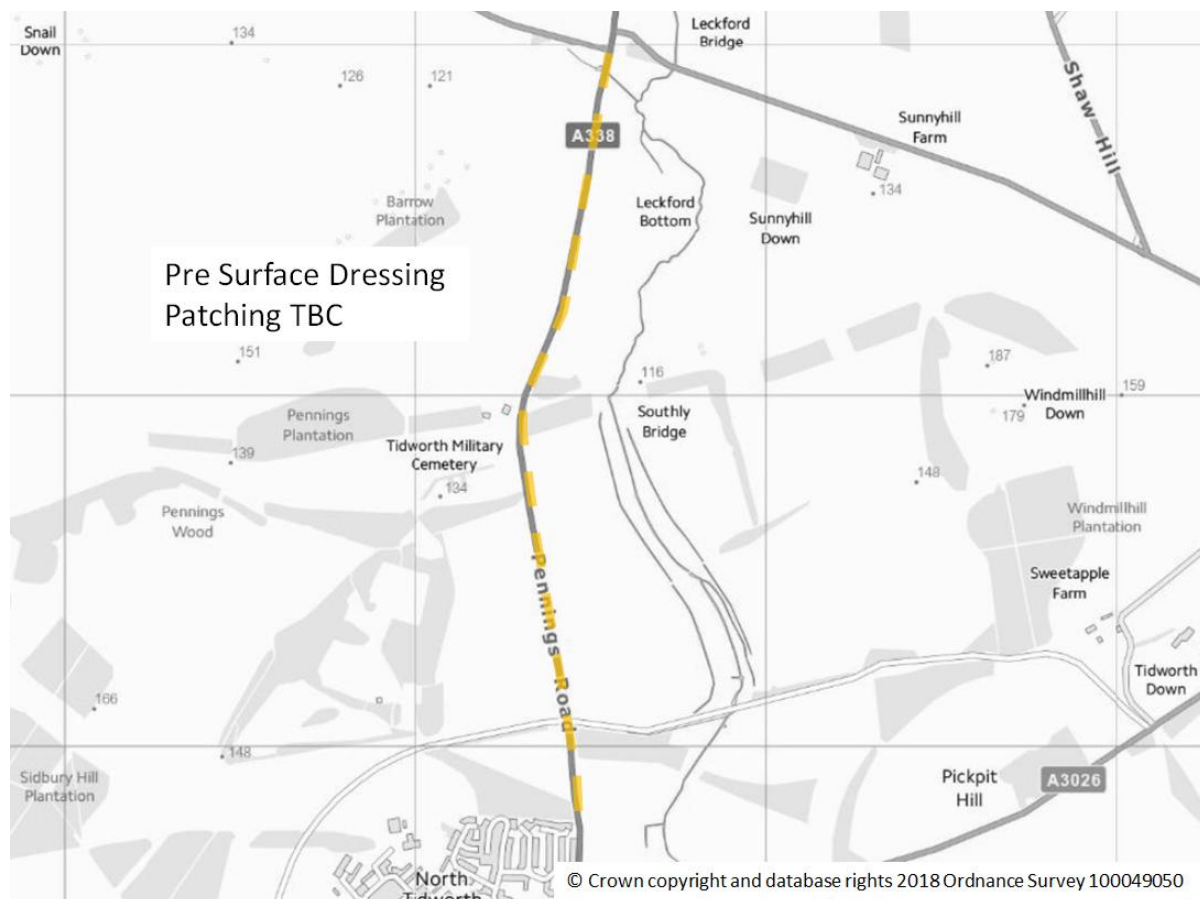 Snail
Down
134
126
121
Leckford
Bridge
Shaw Hill
A338
Sunnyhill
Farm
134
Barrow
Plantation
Leckford
Bottom
Sunnyhill
Down
Pre Surface Dressing
Patching TBC
151
116
187
159
Windmillhill
Down
179
Pennings
Plantation
Southly
Bridge
Tidworth Military
Cemetery
139
134
148
Pennings
Wood
Windmillhill
Plantation
Pennings Road
Sweetapple
Farm
Tidworth
Down
166
148
Sidbury Hill
Plantation
Pickpit
Hill
A3026
North
Tidworth
© Crown copyright and database rights 2018 Ordnance Survey 100049050